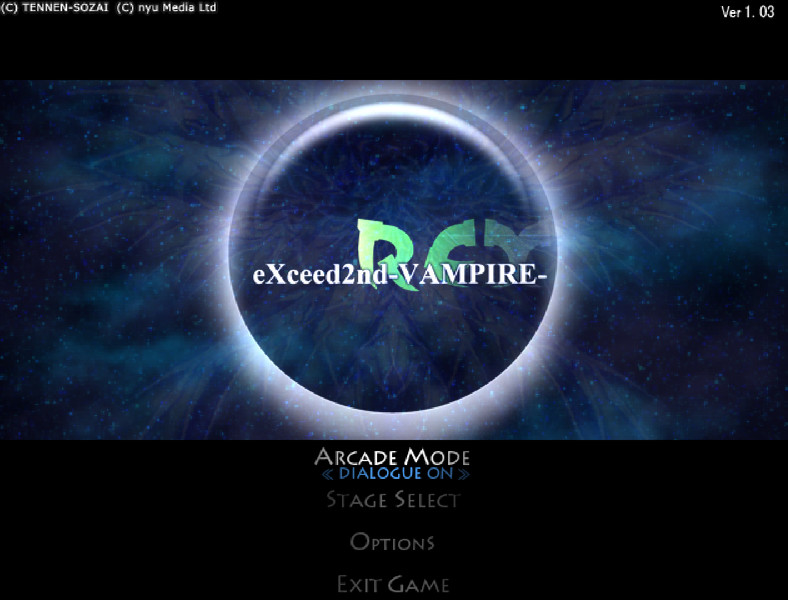 (C) TENNEN-SOZAI (C) nyu Media Ltd
Ver 1. 03
REX
eXceed2nd-VAMPIRE-
ARCADE MODE
« DIALOGUE ON »
STAGE SELECT
OPTIONS
EXIT GAME